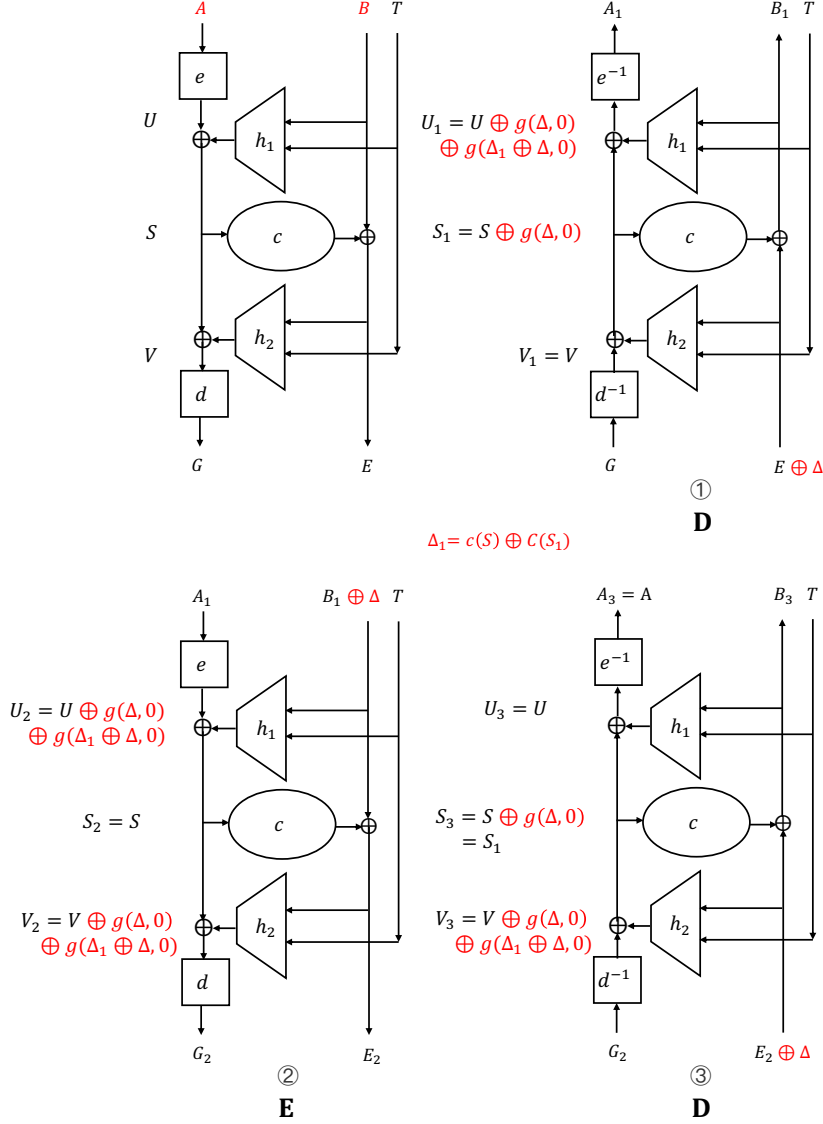 A B T
e
U
h₁
S
c
V
h₂
d
G E
A₁ B₁ T
e⁻¹
U₁ = U ⊕ g(Δ, 0)
⊕ g(Δ₁ ⊕ Δ, 0)
h₁
S₁ = S ⊕ g(Δ, 0)
c
V₁ = V
h₂
d⁻¹
G E ⊕ Δ
①
D
Δ₁= c(S) ⊕ C(S₁)
A₁ B₁ ⊕ Δ T
e
U₂ = U ⊕ g(Δ, 0)
⊕ g(Δ₁ ⊕ Δ, 0)
h₁
S₂ = S
c
V₂ = V ⊕ g(Δ, 0)
⊕ g(Δ₁ ⊕ Δ, 0)
h₂
d
G₂ E₂
②
E
A₃ = A B₃ T
e⁻¹
U₃ = U
h₁
S₃ = S ⊕ g(Δ, 0)
= S₁
c
V₃ = V ⊕ g(Δ, 0)
⊕ g(Δ₁ ⊕ Δ, 0)
h₂
d⁻¹
G₂ E₂ ⊕ Δ
③
D